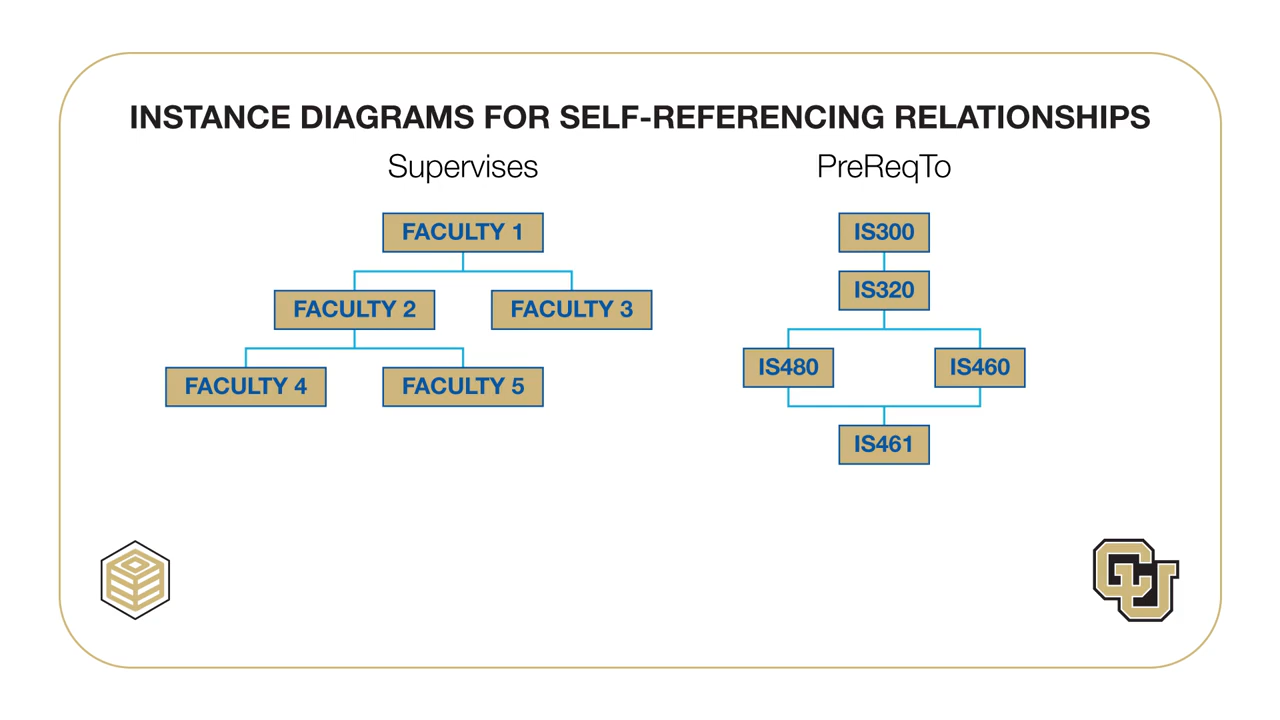 INSTANCE DIAGRAMS FOR SELF-REFERENCING RELATIONSHIPS
Supervises
FACULTY 1
FACULTY 2
FACULTY 3
FACULTY 4
FACULTY 5
PreReqTo
IS300
IS320
IS480
IS460
IS461
CU